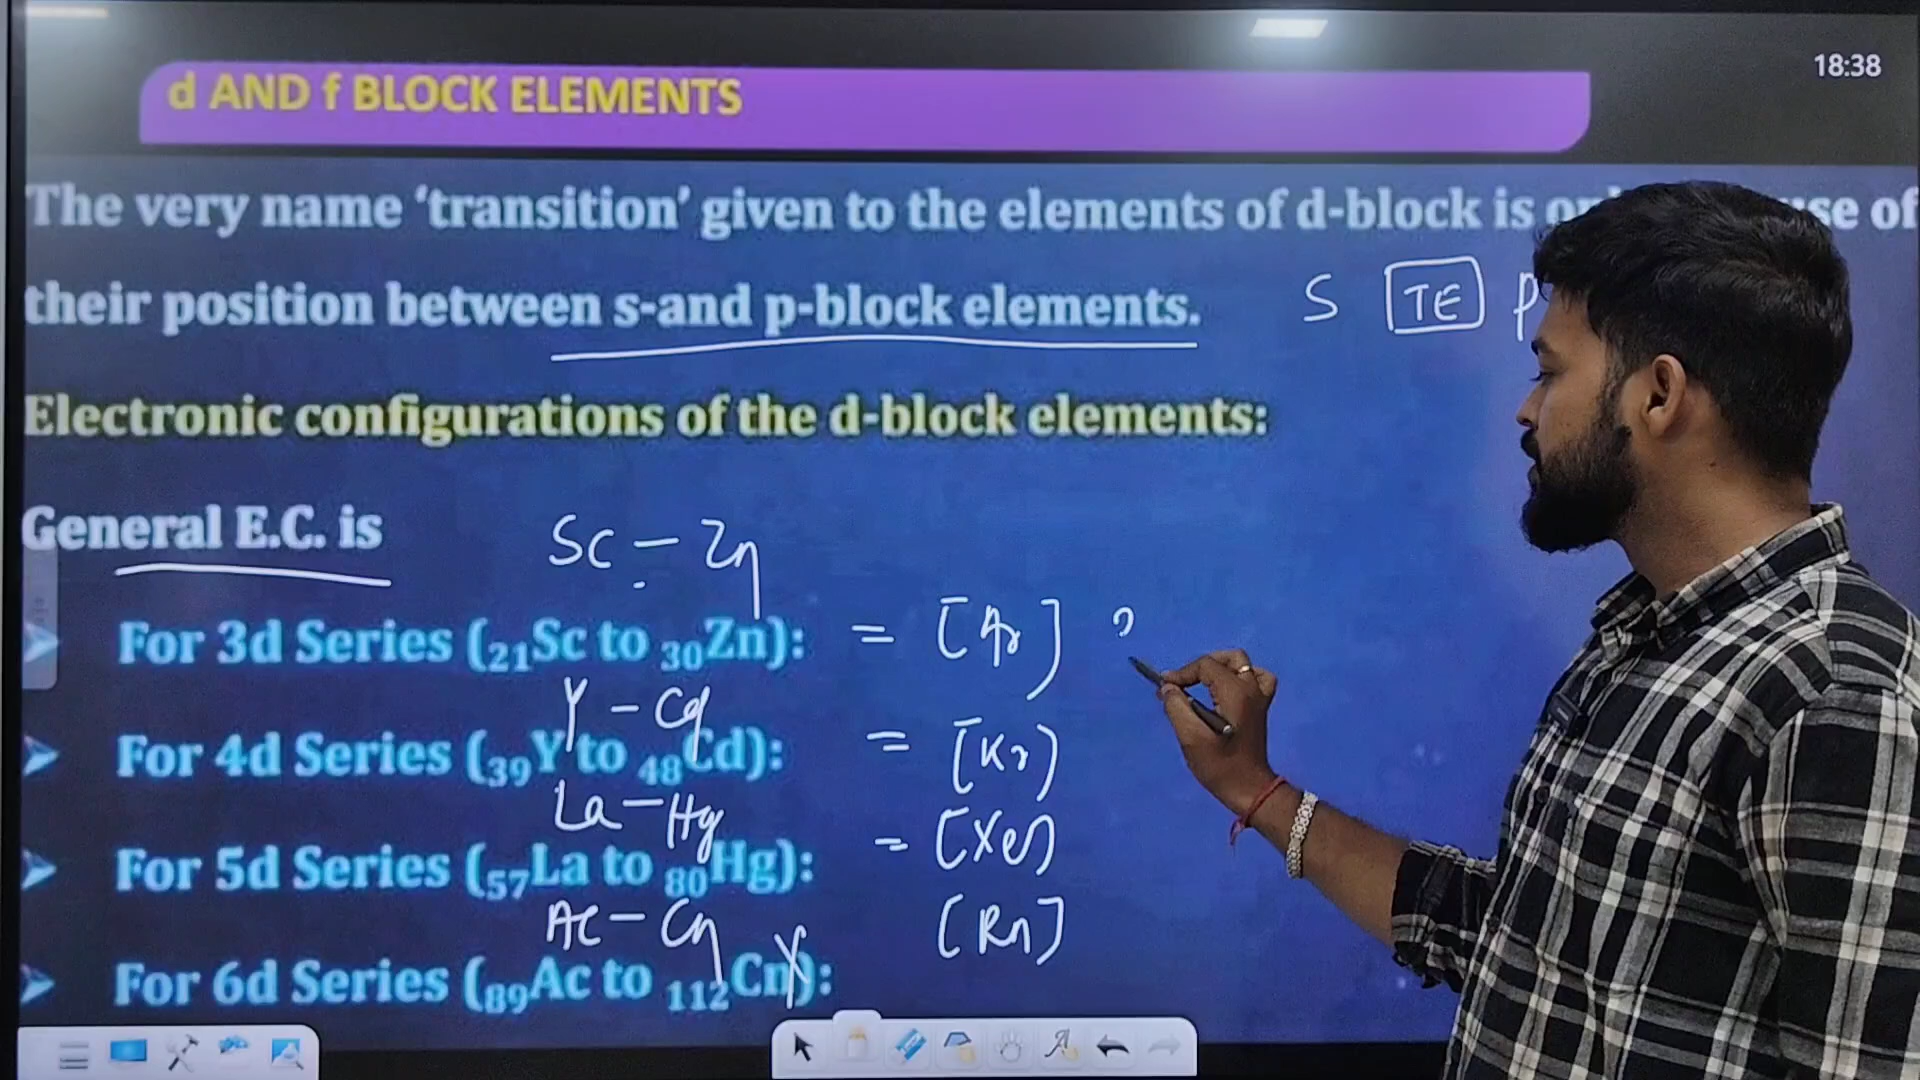 18:38
d AND f BLOCK ELEMENTS
The very name ‘transition’ given to the elements of d-block is se of
their position between s-and p-block elements. S TE p
Electronic configurations of the d-block elements:
General E.C. is Sc – Zn
For 3d Series (₂₁Sc to ₃₀Zn): = [Ar] 3
Y – Cd
For 4d Series (₃₉Y to ₄₈Cd): = [Kr]
La – Hg
For 5d Series (₅₇La to ₈₀Hg): = [Xe]
Ac – Cn [Rn]
For 6d Series (₈₉Ac to ₁₁₂Cn):